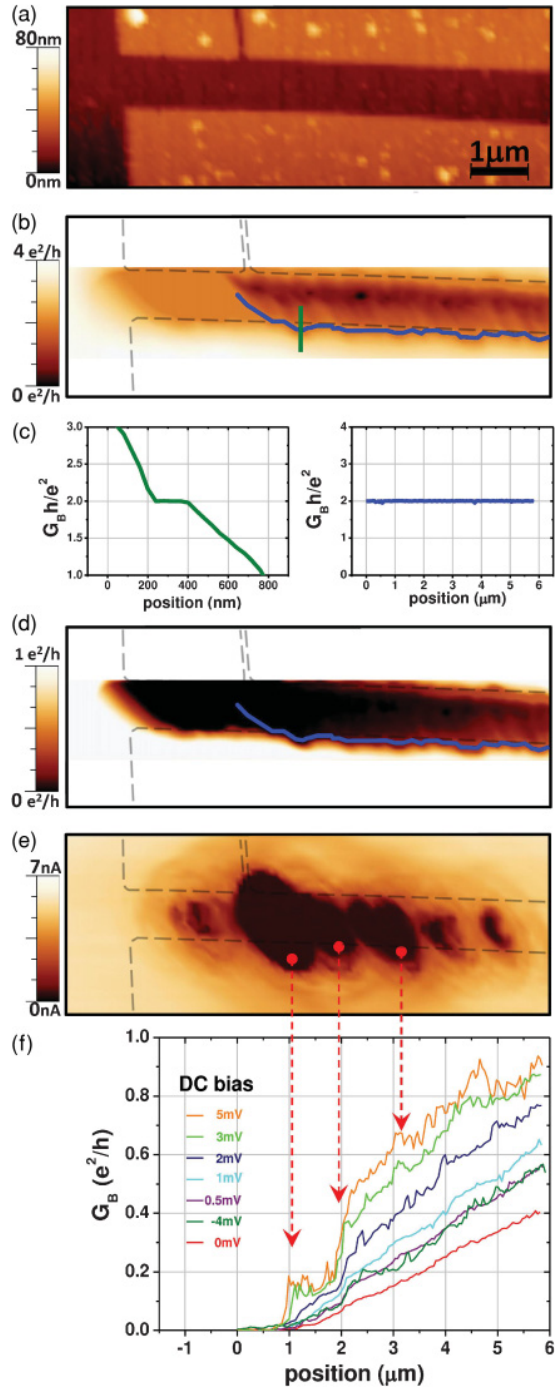 (a)
80nm
0nm
1μm
(b)
4 e²/h
0 e²/h
(c)
G_B h/e²
3.0
2.5
2.0
1.5
1.0
0 200 400 600 800
position (nm)
G_B h/e²
4
3
2
1
0
0 1 2 3 4 5 6
position (μm)
(d)
1 e²/h
0 e²/h
(e)
7nA
0nA
(f)
G_B (e²/h)
1.0
0.8
0.6
0.4
0.2
0.0
DC bias
5mV
3mV
2mV
1mV
0.5mV
-4mV
0mV
-1 0 1 2 3 4 5 6
position (μm)